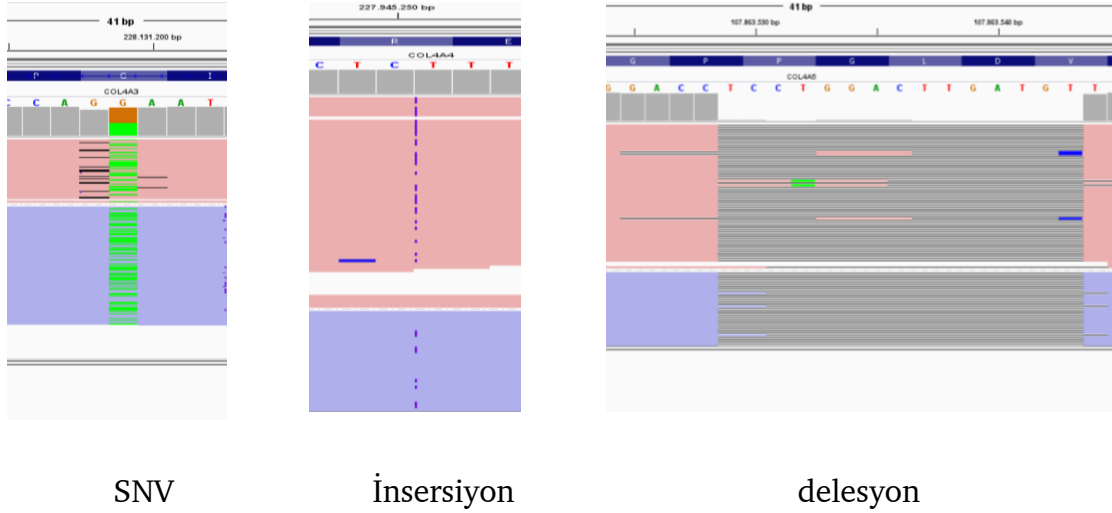 41 bp
228.131.200 bp
P G I
COL4A3
C C A G G A A T
227.945.250 bp
R E
COL4A4
C T C T T T
41 bp
107.863.530 bp 107.863.540 bp
G P P G L D V
COL4A5
G G A C C T C C T G G A C T T G A T G T T
SNV İnsersiyon delesyon